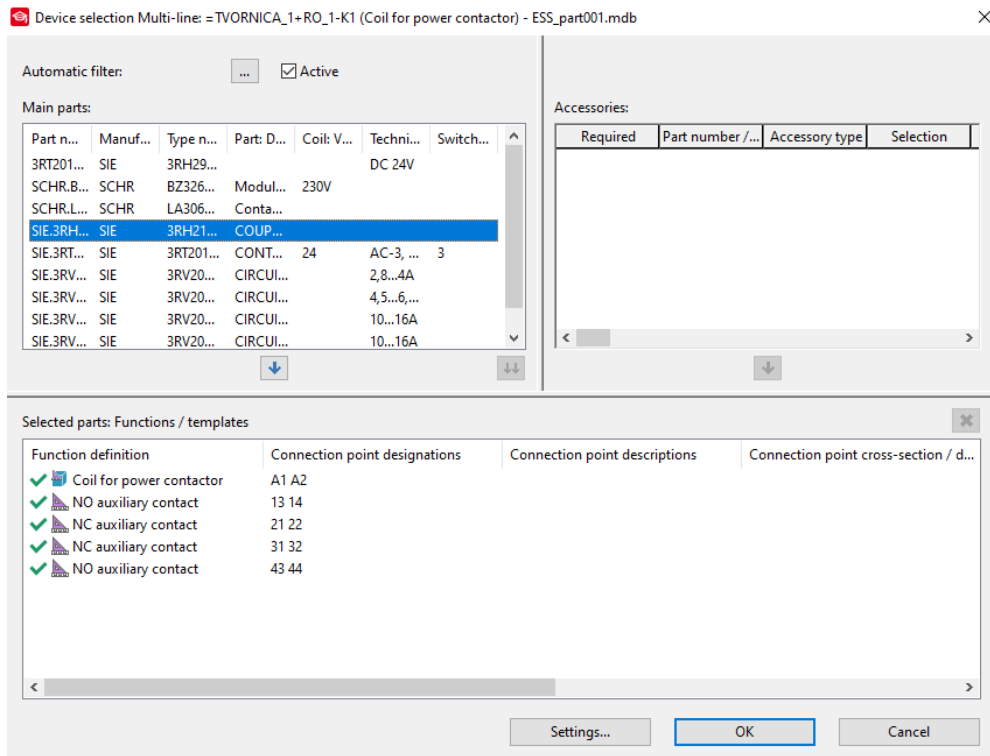 Device selection Multi-line: =TVORNICA_1+RO_1-K1 (Coil for power contactor) - ESS_part001.mdb
Automatic filter: ... Active
Main parts:
Part n... Manuf... Type n... Part: D... Coil: V... Techni... Switch...
3RT201... SIE 3RH29... DC 24V
SCHR.B... SCHR BZ326... Modul... 230V
SCHR.L... SCHR LA306... Conta...
SIE.3RH... SIE 3RH21... COUP...
SIE.3RT... SIE 3RT201... CONT... 24 AC-3, ... 3
SIE.3RV... SIE 3RV20... CIRCUI... 2,8...4A
SIE.3RV... SIE 3RV20... CIRCUI... 4,5...6,...
SIE.3RV... SIE 3RV20... CIRCUI... 10...16A
SIE.3RV... SIE 3RV20... CIRCUI... 10...16A
Accessories:
Required Part number /... Accessory type Selection
Selected parts: Functions / templates
Function definition Connection point designations Connection point descriptions Connection point cross-section / d...
Coil for power contactor A1 A2
NO auxiliary contact 13 14
NC auxiliary contact 21 22
NC auxiliary contact 31 32
NO auxiliary contact 43 44
Settings... OK Cancel